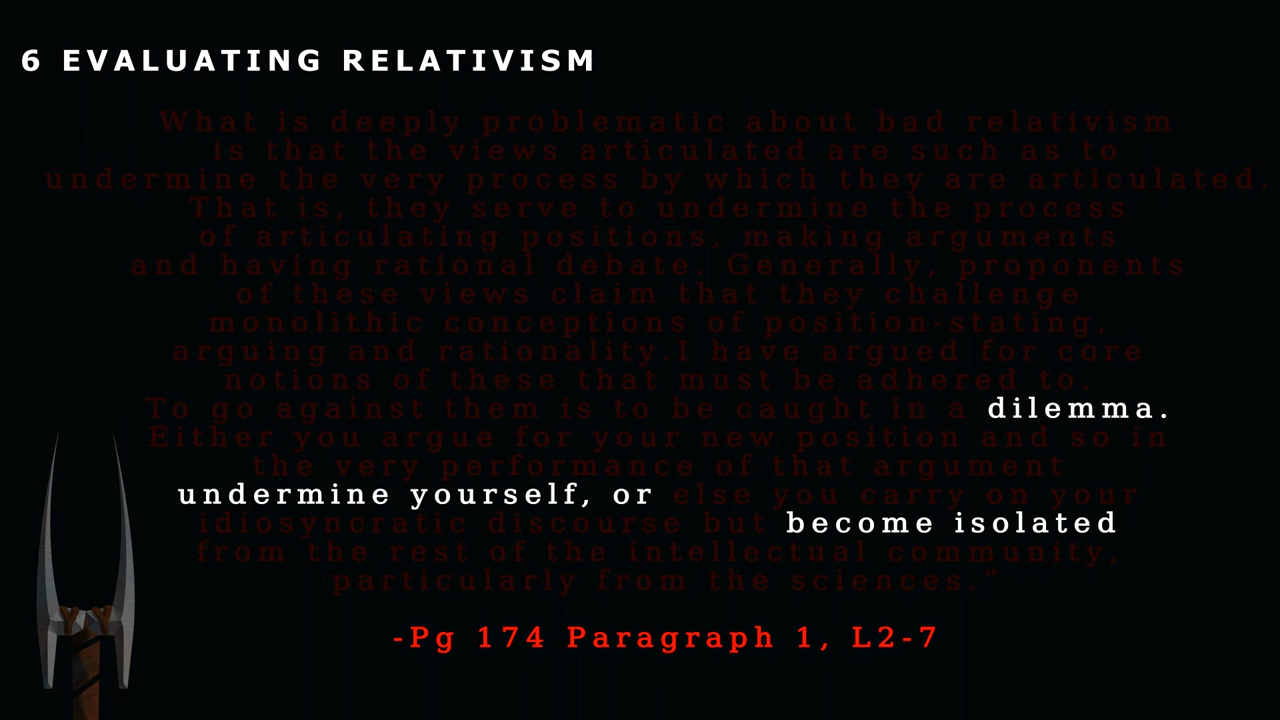 6 EVALUATING RELATIVISM
What is deeply problematic about bad relativism
is that the views articulated are such as to
undermine the very process by which they are articulated.
That is, they serve to undermine the process
of articulating positions, making arguments
and having rational debate. Generally, proponents
of these views claim that they challenge
monolithic conceptions of position-stating,
arguing and rationality.I have argued for core
notions of these that must be adhered to.
To go against them is to be caught in a dilemma.
Either you argue for your new position and so in
the very performance of that argument
undermine yourself, or else you carry on your
idiosyncratic discourse but become isolated
from the rest of the intellectual community,
particularly from the sciences.”
-Pg 174 Paragraph 1, L2-7